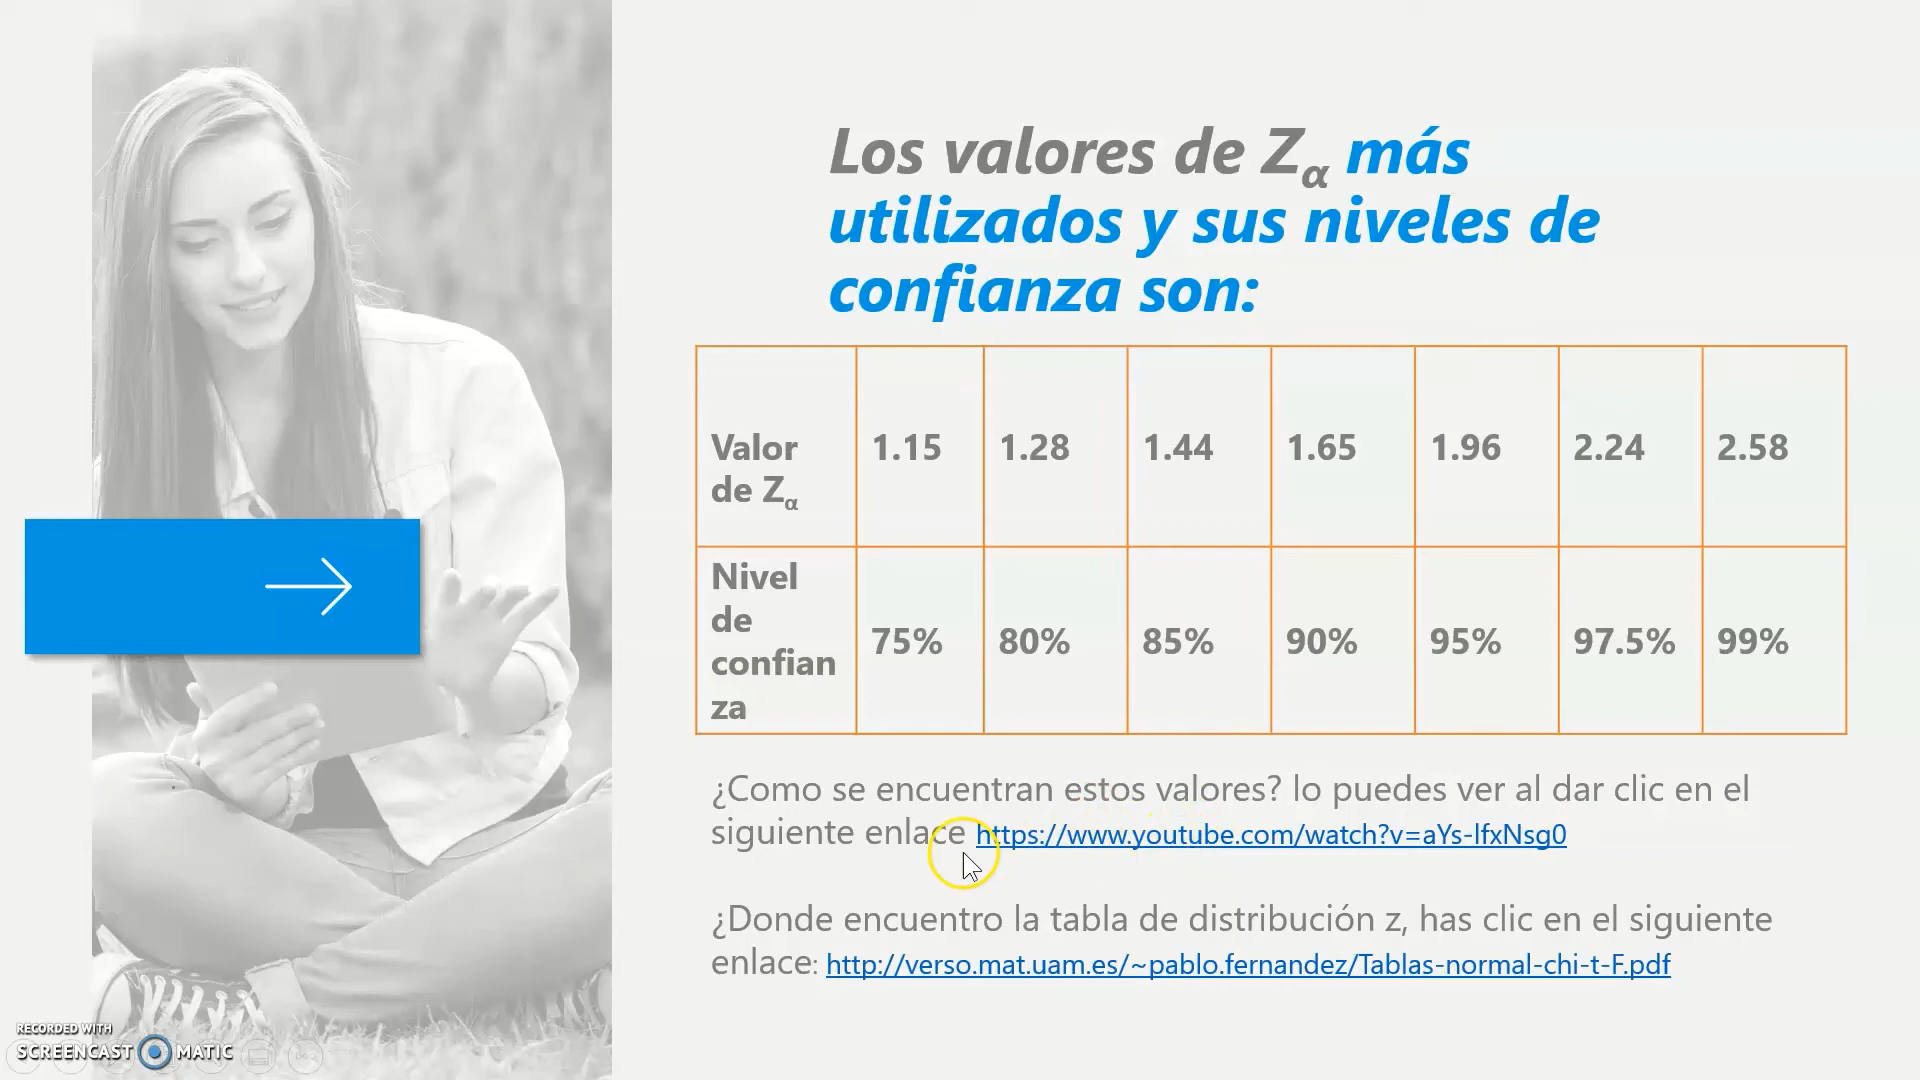 Los valores de Zα más
utilizados y sus niveles de
confianza son:
Valor
de Zα
1.15
1.28
1.44
1.65
1.96
2.24
2.58
Nivel
de
confian
za
75%
80%
85%
90%
95%
97.5%
99%
¿Como se encuentran estos valores? lo puedes ver al dar clic en el
siguiente enlace https://www.youtube.com/watch?v=aYs-lfxNsg0
¿Donde encuentro la tabla de distribución z, has clic en el siguiente
enlace: http://verso.mat.uam.es/~pablo.fernandez/Tablas-normal-chi-t-F.pdf
RECORDED WITH
SCREENCAST MATIC